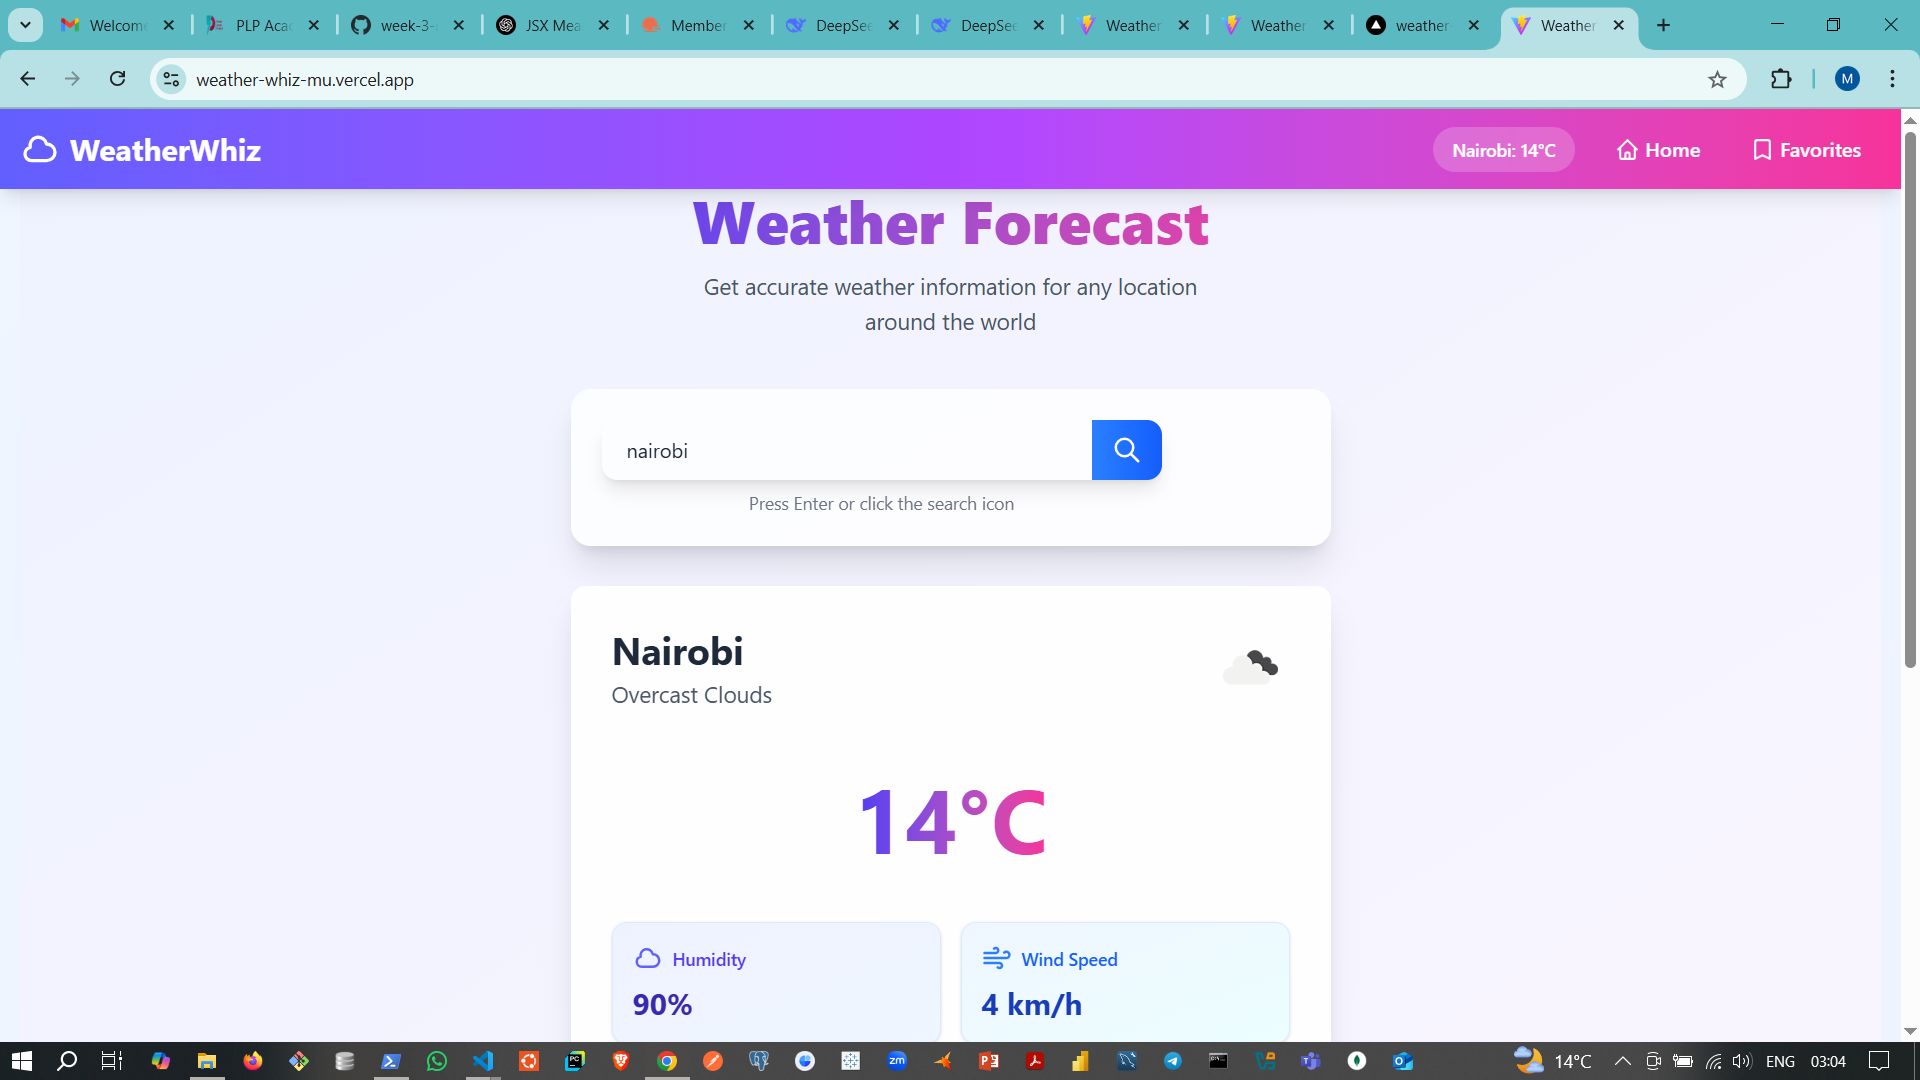 Welcome
PLP Aca
week-3-
JSX Mea
Member
DeepSee
DeepSee
Weather
Weather
weather-
Weather
weather-whiz-mu.vercel.app
M
WeatherWhiz
Nairobi: 14°C
Home
Favorites
Weather Forecast
Get accurate weather information for any location
around the world
nairobi
Press Enter or click the search icon
Nairobi
Overcast Clouds
14°C
Humidity
90%
Wind Speed
4 km/h
14°C
ENG
03:04